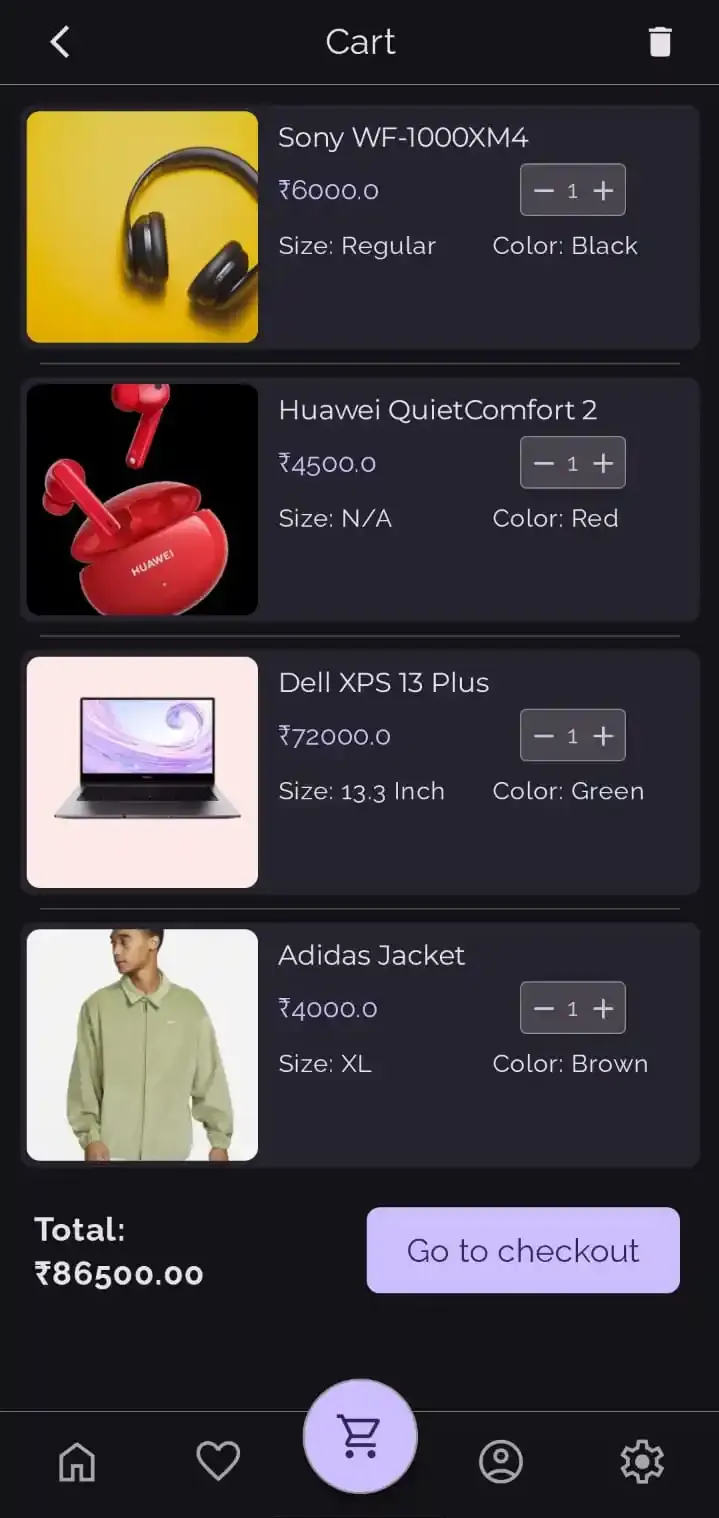 Cart
Sony WF-1000XM4
₹6000.0
− 1 +
Size: Regular Color: Black
Huawei QuietComfort 2
₹4500.0
− 1 +
Size: N/A Color: Red
HUAWEI
Dell XPS 13 Plus
₹72000.0
− 1 +
Size: 13.3 Inch Color: Green
Adidas Jacket
₹4000.0
− 1 +
Size: XL Color: Brown
Total:
₹86500.00
Go to checkout